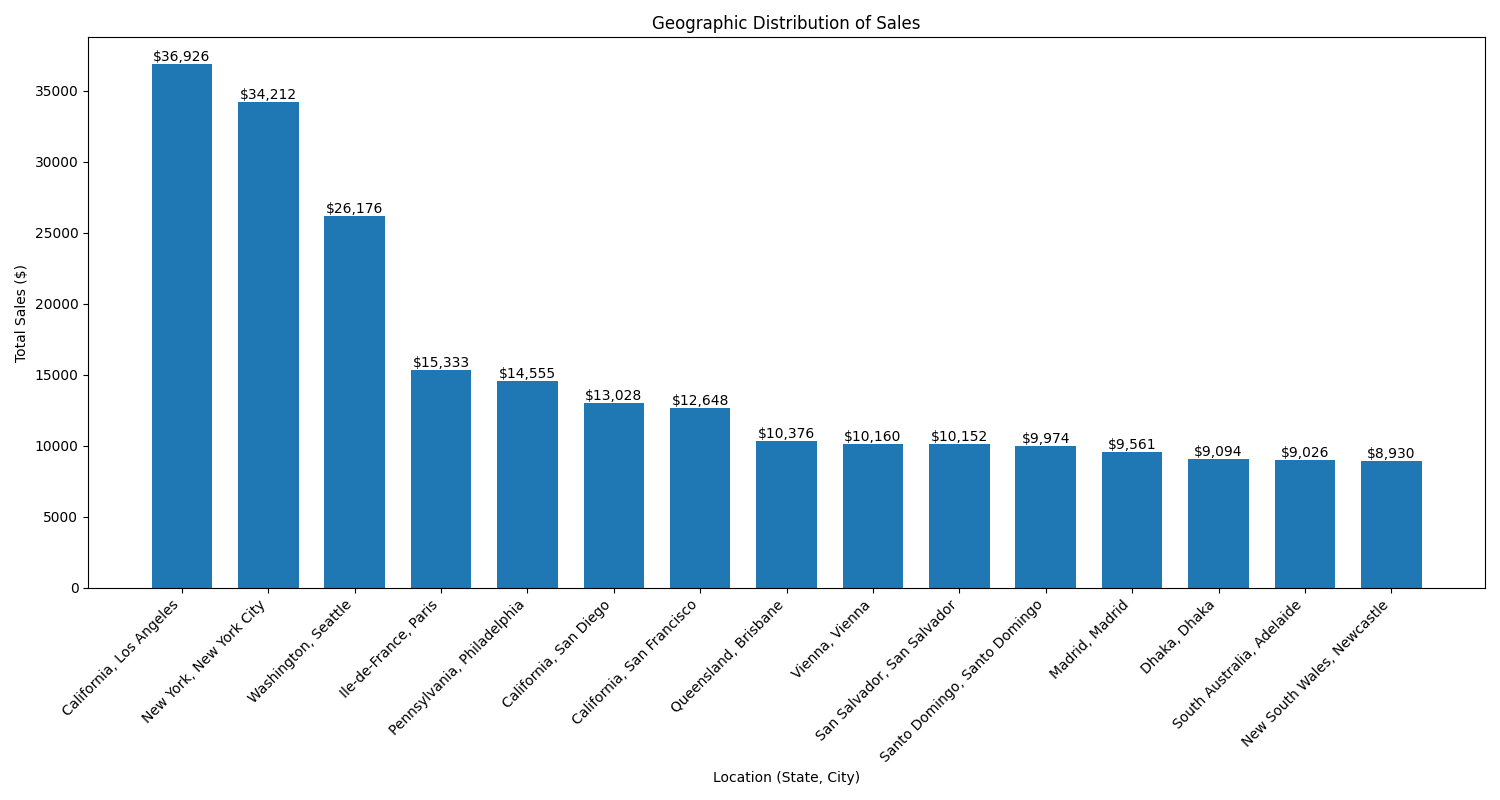 Geographic Distribution of Sales
$36,926
$34,212
$26,176
$15,333
$14,555
$13,028
$12,648
$10,376
$10,160
$10,152
$9,974
$9,561
$9,094
$9,026
$8,930
35000
30000
25000
20000
15000
10000
5000
0
Total Sales ($)
California, Los Angeles
New York, New York City
Washington, Seattle
Ile-de-France, Paris
Pennsylvania, Philadelphia
California, San Diego
California, San Francisco
Queensland, Brisbane
Vienna, Vienna
San Salvador, San Salvador
Santo Domingo, Santo Domingo
Madrid, Madrid
Dhaka, Dhaka
South Australia, Adelaide
New South Wales, Newcastle
Location (State, City)